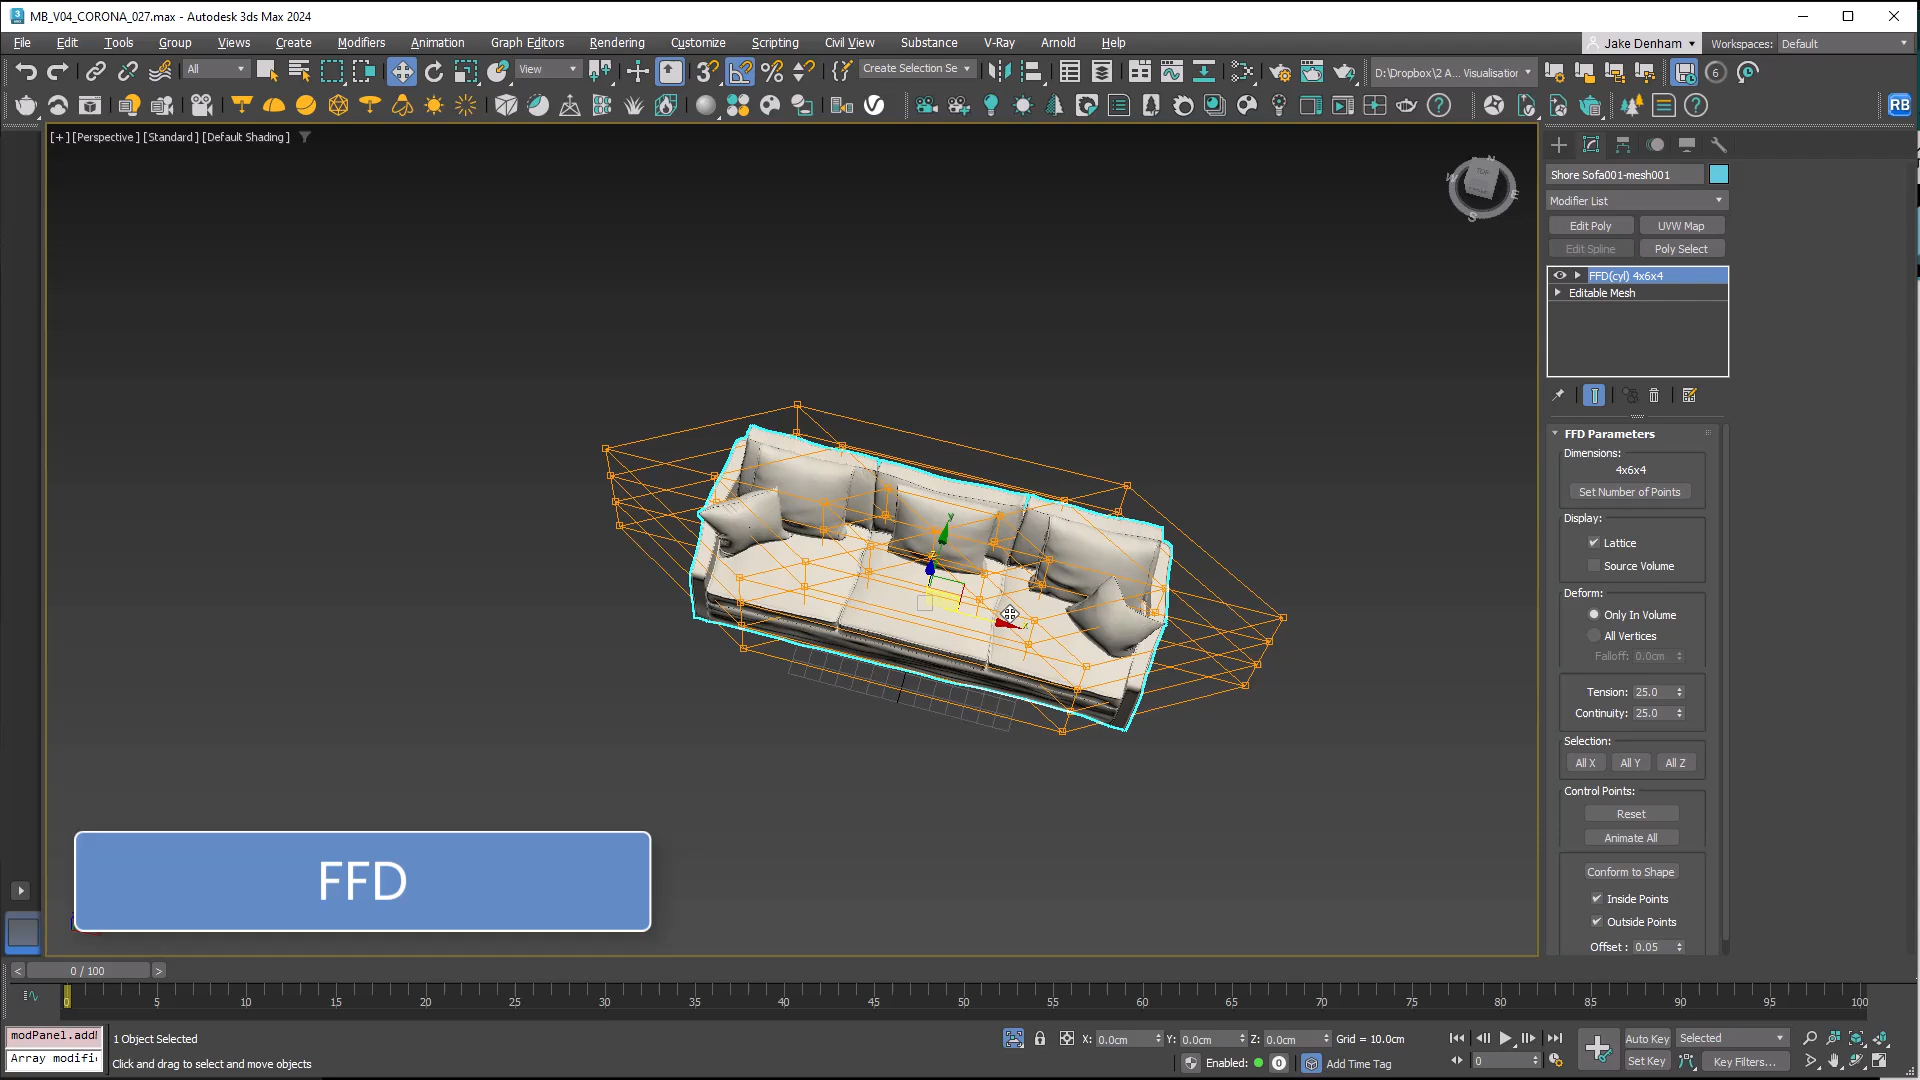 MB_V04_CORONA_027.max - Autodesk 3ds Max 2024
File Edit Tools Group Views Create Modifiers Animation Graph Editors Rendering Customize Scripting Civil View Substance V-Ray Arnold Help
Jake Denham
Workspaces: Default
All
View
Create Selection Se
D:\Dropbox\2 A... Visualisation
6
RB
[+] [Perspective] [Standard] [Default Shading]
TOP
N
W
E
S
Shore Sofa001-mesh001
Modifier List
Edit Poly UVW Map
Edit Spline Poly Select
FFD(cyl) 4x6x4
Editable Mesh
FFD Parameters
Dimensions:
4x6x4
Set Number of Points
Display:
Lattice
Source Volume
Deform:
Only In Volume
All Vertices
Falloff: 0.0cm
Tension: 25.0
Continuity: 25.0
Selection:
All X All Y All Z
Control Points:
Reset
Animate All
Conform to Shape
Inside Points
Outside Points
Offset : 0.05
y
z
x
FFD
< 0 / 100 >
0 5 10 15 20 25 30 35 40 45 50 55 60 65 70 75 80 85 90 95 100
modPanel.add
1 Object Selected
X: 0.0cm Y: 0.0cm Z: 0.0cm Grid = 10.0cm
Auto Key Selected
Array modifi
Click and drag to select and move objects
Enabled: 0 Add Time Tag
0
Set Key Key Filters...